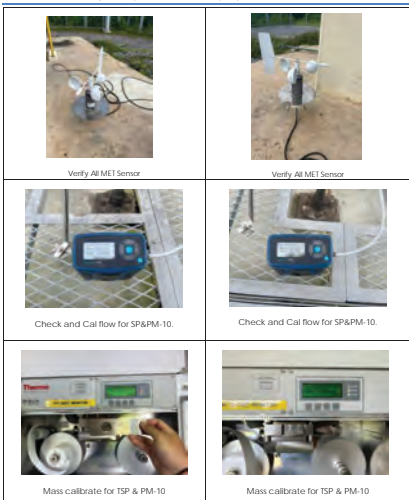 Verify All MET Sensor
Verify All MET Sensor
Check and Cal flow for SP&PM-10.
Check and Cal flow for SP&PM-10.
Thermo
Mass calibrate for TSP & PM-10
Mass calibrate for TSP & PM-10